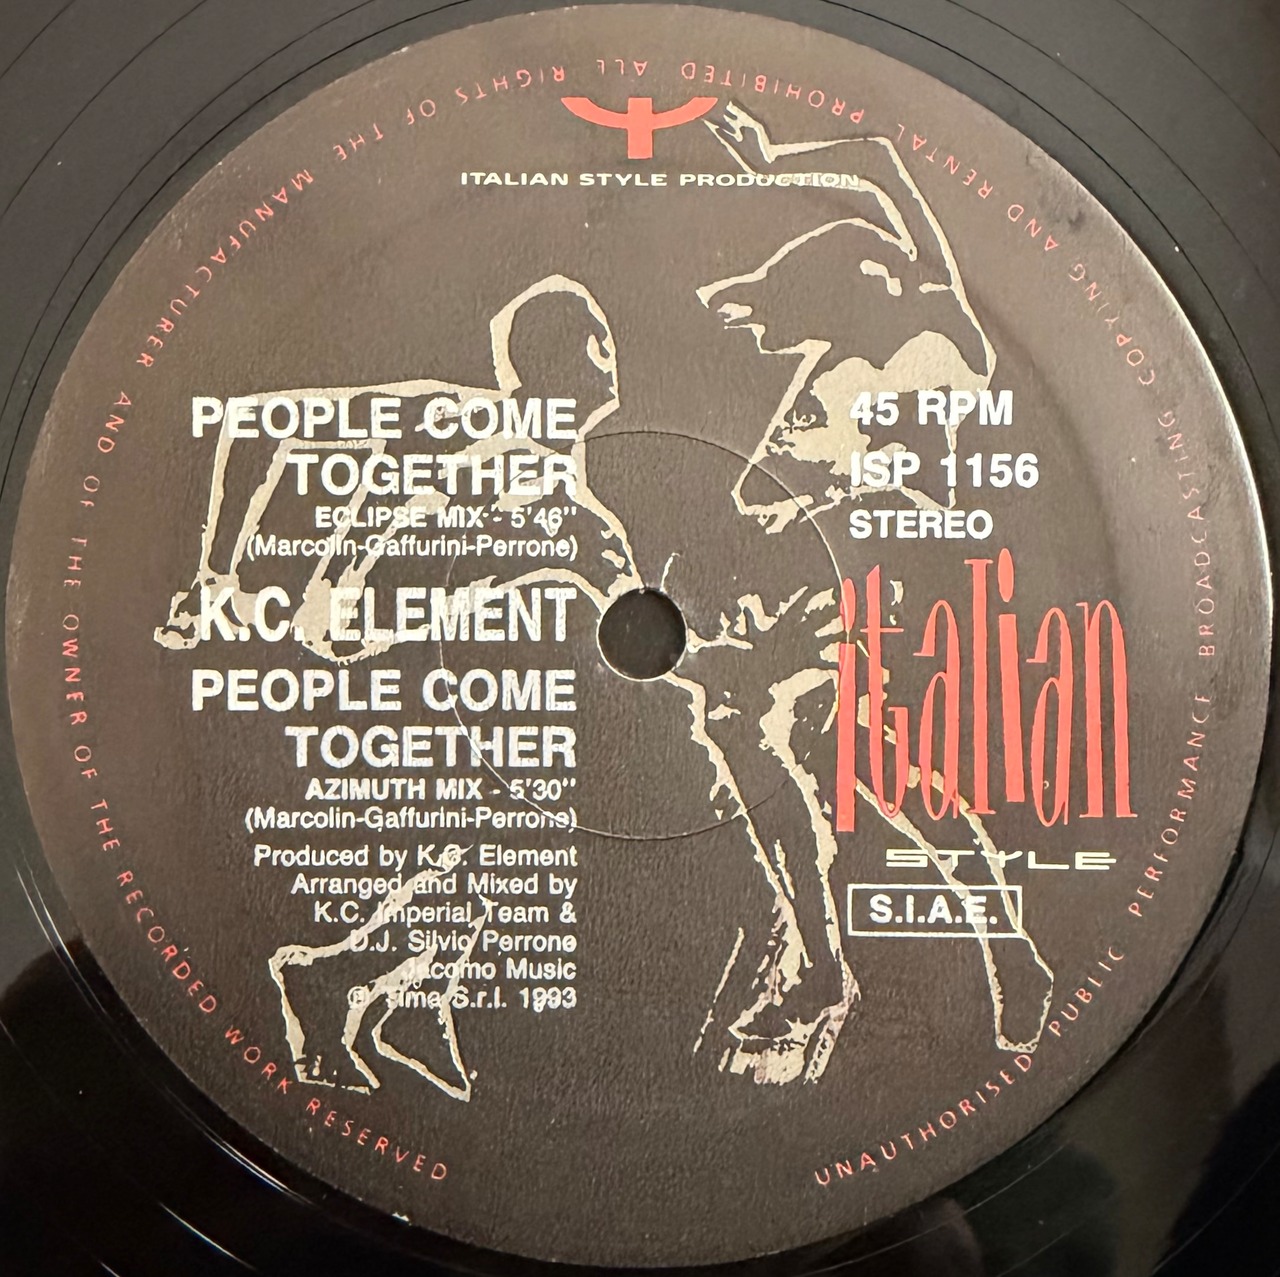 ITALIAN STYLE PRODUCTION
PEOPLE COME
TOGETHER
ECLIPSE MIX - 5'46"
(Marcolin-Gaffurini-Perrone)
K.C. ELEMENT
PEOPLE COME
TOGETHER
AZIMUTH MIX - 5'30"
(Marcolin-Gaffurini-Perrone)
Produced by K.C. Element
Arranged and Mixed by
K.C. Imperial Team &
D.J. Silvio Perrone
Jacomo Music
℗ Time S.r.l. 1993
45 RPM
ISP 1156
STEREO
italian
STYLE
S.I.A.E.
ALL RIGHTS OF THE MANUFACTURER AND OF THE OWNER OF THE RECORDED WORK RESERVED
UNAUTHORISED PUBLIC PERFORMANCE BROADCASTING COPYING AND RENTAL PROHIBITED